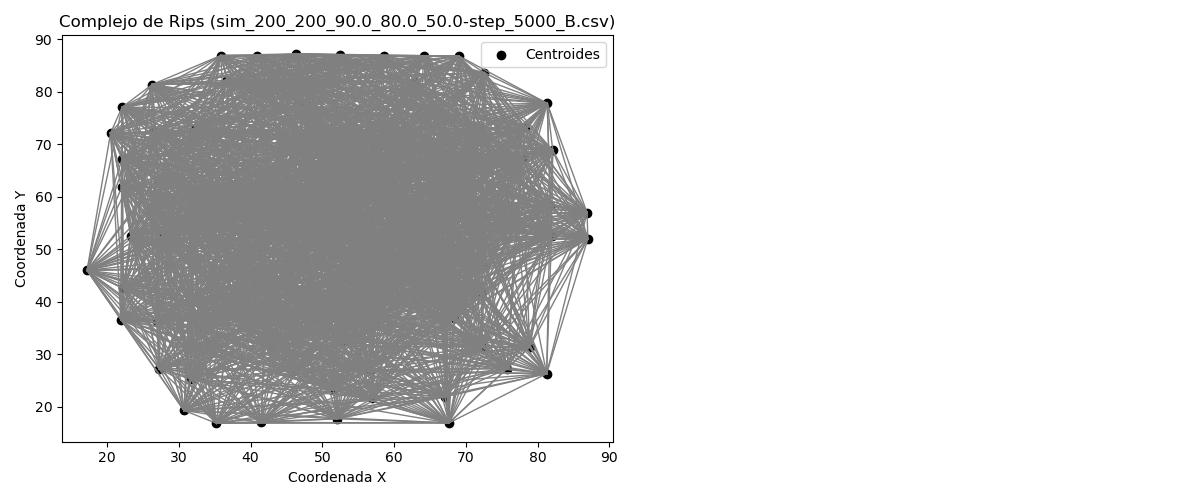 Complejo de Rips (sim_200_200_90.0_80.0_50.0-step_5000_B.csv)
Centroides
90
80
70
60
50
40
30
20
Coordenada Y
20 30 40 50 60 70 80 90
Coordenada X